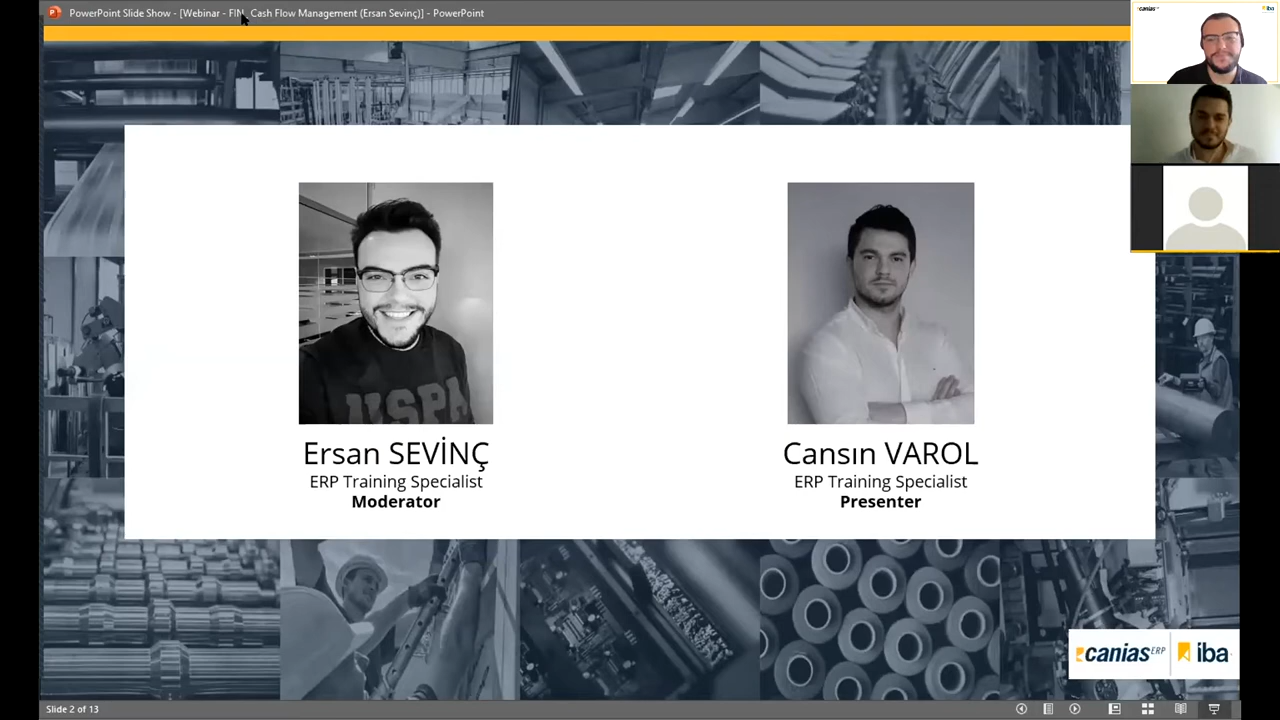 PowerPoint Slide Show - [Webinar - FIN_Cash Flow Management (Ersan Sevinç)] - PowerPoint
Ersan SEVİNÇ
ERP Training Specialist
Moderator
Cansın VAROL
ERP Training Specialist
Presenter
USPA
canias ERP
iba
Slide 2 of 13